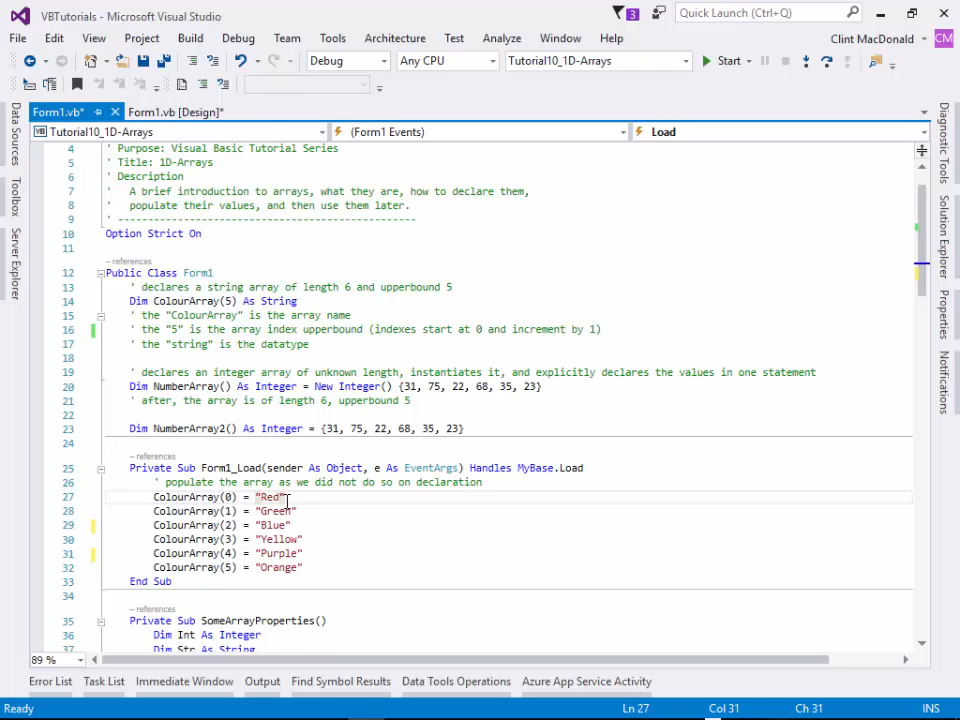 VBTutorials - Microsoft Visual Studio
3
Quick Launch (Ctrl+Q)
File Edit View Project Build Debug Team Tools Architecture Test Analyze Window Help
Clint MacDonald CM
Debug Any CPU Tutorial10_1D-Arrays Start
Form1.vb* Form1.vb [Design]*
VB Tutorial10_1D-Arrays (Form1 Events) Load
4 ' Purpose: Visual Basic Tutorial Series
5 ' Title: 1D-Arrays
6 ' Description
7 ' A brief introduction to arrays, what they are, how to declare them,
8 ' populate their values, and then use them later.
9 ' --------------------------------------------------
10 Option Strict On
11
- references
12 Public Class Form1
13 ' declares a string array of length 6 and upperbound 5
14 Dim ColourArray(5) As String
15 ' the "ColourArray" is the array name
16 ' the "5" is the array index upperbound (indexes start at 0 and increment by 1)
17 ' the "string" is the datatype
18
19 ' declares an integer array of unknown length, instantiates it, and explicitly declares the values in one statement
20 Dim NumberArray() As Integer = New Integer() {31, 75, 22, 68, 35, 23}
21 ' after, the array is of length 6, upperbound 5
22
23 Dim NumberArray2() As Integer = {31, 75, 22, 68, 35, 23}
24
- references
25 Private Sub Form1_Load(sender As Object, e As EventArgs) Handles MyBase.Load
26 ' populate the array as we did not do so on declaration
27 ColourArray(0) = "Red"
28 ColourArray(1) = "Green"
29 ColourArray(2) = "Blue"
30 ColourArray(3) = "Yellow"
31 ColourArray(4) = "Purple"
32 ColourArray(5) = "Orange"
33 End Sub
34
- references
35 Private Sub SomeArrayProperties()
36 Dim Int As Integer
37 Dim Str As String
89 %
Error List Task List Immediate Window Output Find Symbol Results Data Tools Operations Azure App Service Activity
Ready Ln 27 Col 31 Ch 31 INS
Data Sources
Toolbox
Server Explorer
Diagnostic Tools
Solution Explorer
Properties
Notifications